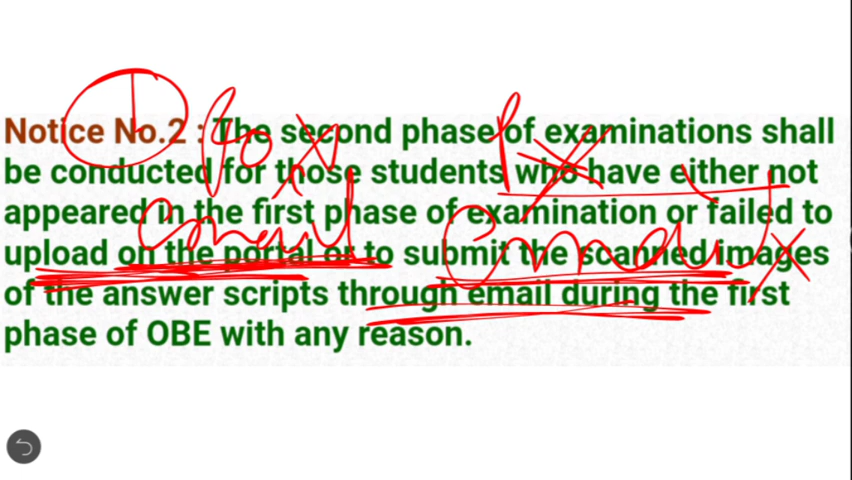 Notice No.2 : The second phase of examinations shall
be conducted for those students who have either not
appeared in the first phase of examination or failed to
upload on the portal or to submit the scanned images
of the answer scripts through email during the first
phase of OBE with any reason.